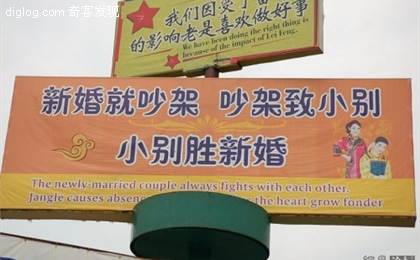 diglog.com 奇客发现
我们因受了雷
的影响老是喜欢做好事
We have been doing the right thing is
because of the impact of Lei Feng.
新婚就吵架 吵架致小别
小别胜新婚
The newly-married couple always fights with each other.
Jangle causes absence the heart grow fonder